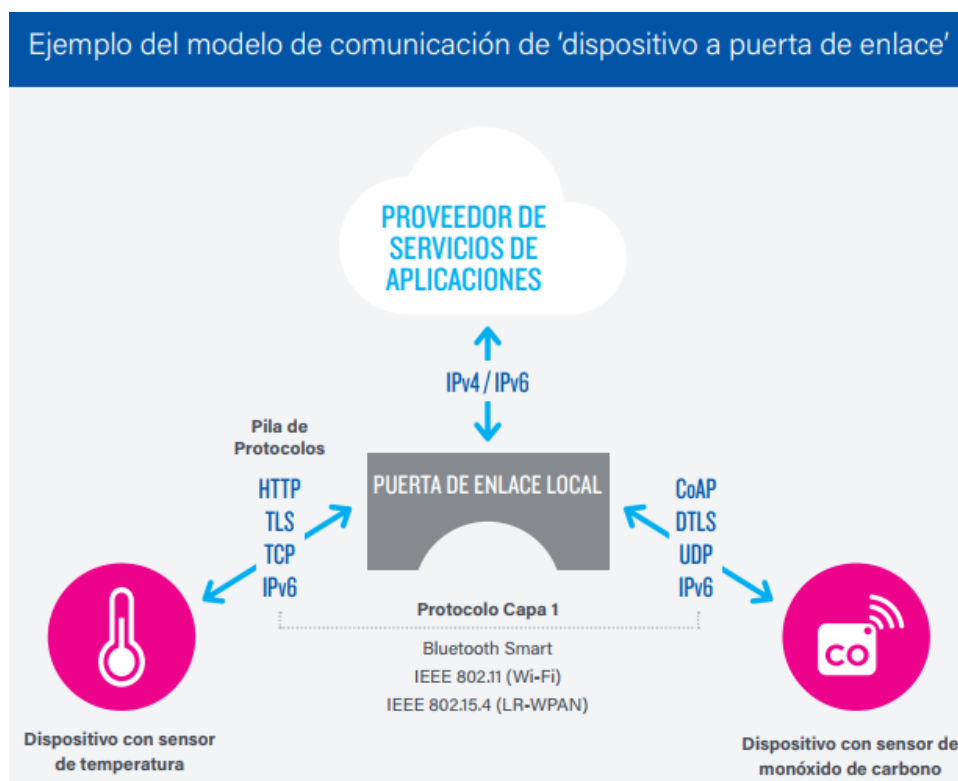 Ejemplo del modelo de comunicación de 'dispositivo a puerta de enlace'
PROVEEDOR DE
SERVICIOS DE
APLICACIONES
IPv4 / IPv6
Pila de
Protocolos
HTTP
TLS
TCP
IPv6
PUERTA DE ENLACE LOCAL
CoAP
DTLS
UDP
IPv6
Protocolo Capa 1
Bluetooth Smart
IEEE 802.11 (Wi-Fi)
IEEE 802.15.4 (LR-WPAN)
co
Dispositivo con sensor
de temperatura
Dispositivo con sensor de
monóxido de carbono